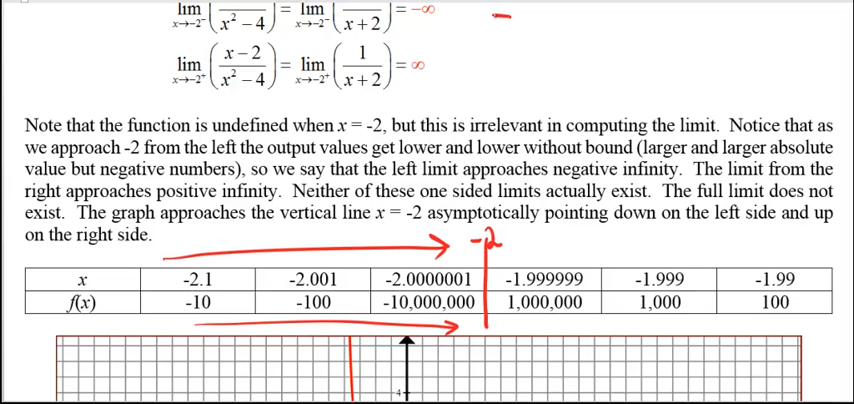 lim x→-2⁻ (/ x² − 4) = lim x→-2⁻ (/ x + 2) = −∞
lim x→-2⁺ (x − 2 / x² − 4) = lim x→-2⁺ (1 / x + 2) = ∞
Note that the function is undefined when x = -2, but this is irrelevant in computing the limit. Notice that as
we approach -2 from the left the output values get lower and lower without bound (larger and larger absolute
value but negative numbers), so we say that the left limit approaches negative infinity. The limit from the
right approaches positive infinity. Neither of these one sided limits actually exist. The full limit does not
exist. The graph approaches the vertical line x = -2 asymptotically pointing down on the left side and up
on the right side.
-2
x -2.1 -2.001 -2.0000001 -1.999999 -1.999 -1.99
f(x) -10 -100 -10,000,000 1,000,000 1,000 100
4